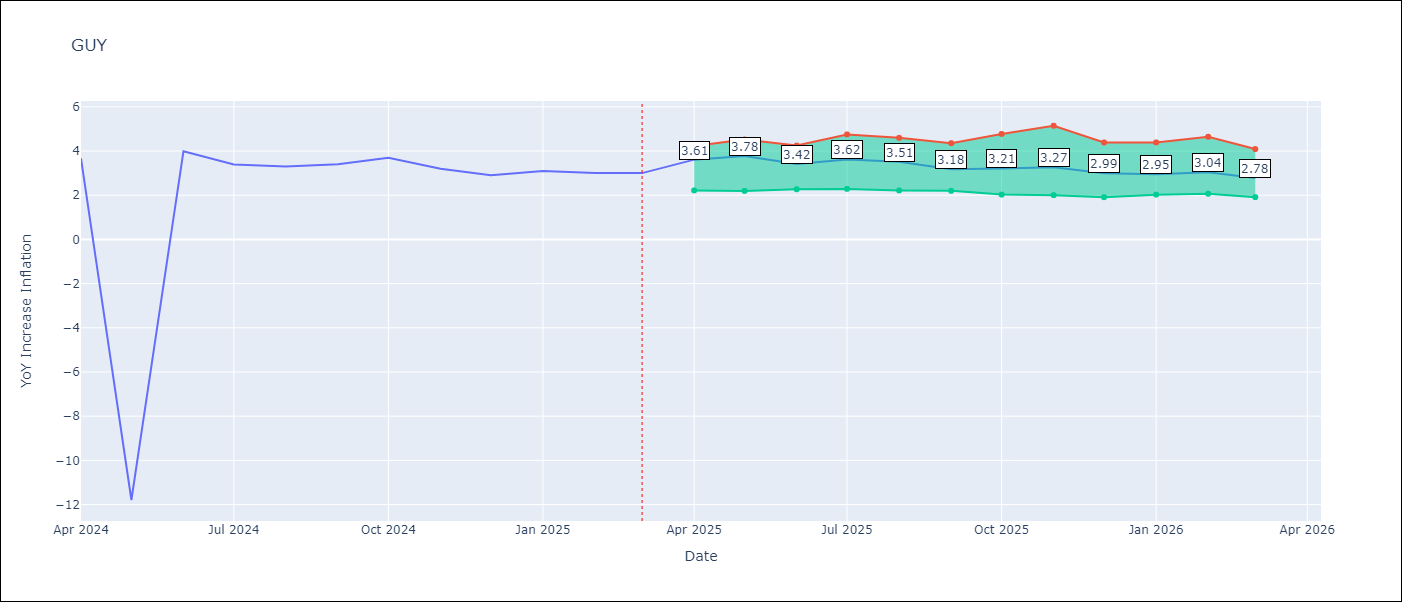 GUY
YoY Increase Inflation
6
4
2
0
−2
−4
−6
−8
−10
−12
3.61
3.78
3.42
3.62
3.51
3.18
3.21
3.27
2.99
2.95
3.04
2.78
Apr 2024
Jul 2024
Oct 2024
Jan 2025
Apr 2025
Jul 2025
Oct 2025
Jan 2026
Apr 2026
Date